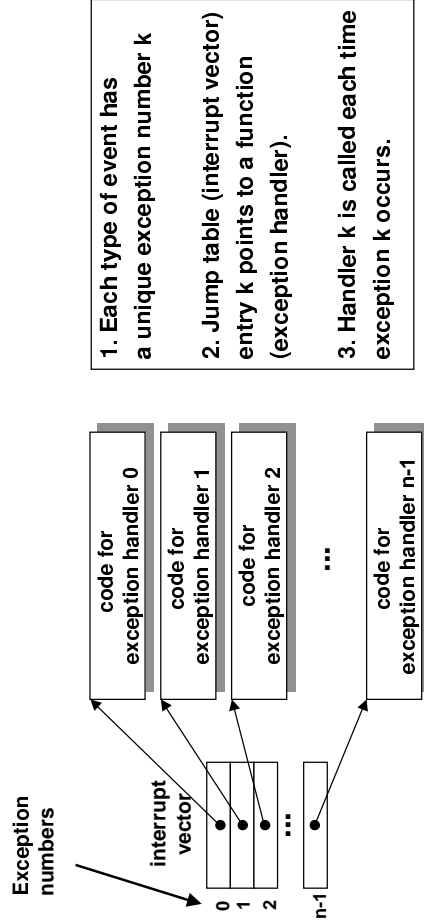 Exception
numbers
interrupt
vector
0
1
2
...
n-1
code for
exception handler 0
code for
exception handler 1
code for
exception handler 2
...
code for
exception handler n-1
1. Each type of event has
a unique exception number k
2. Jump table (interrupt vector)
entry k points to a function
(exception handler).
3. Handler k is called each time
exception k occurs.